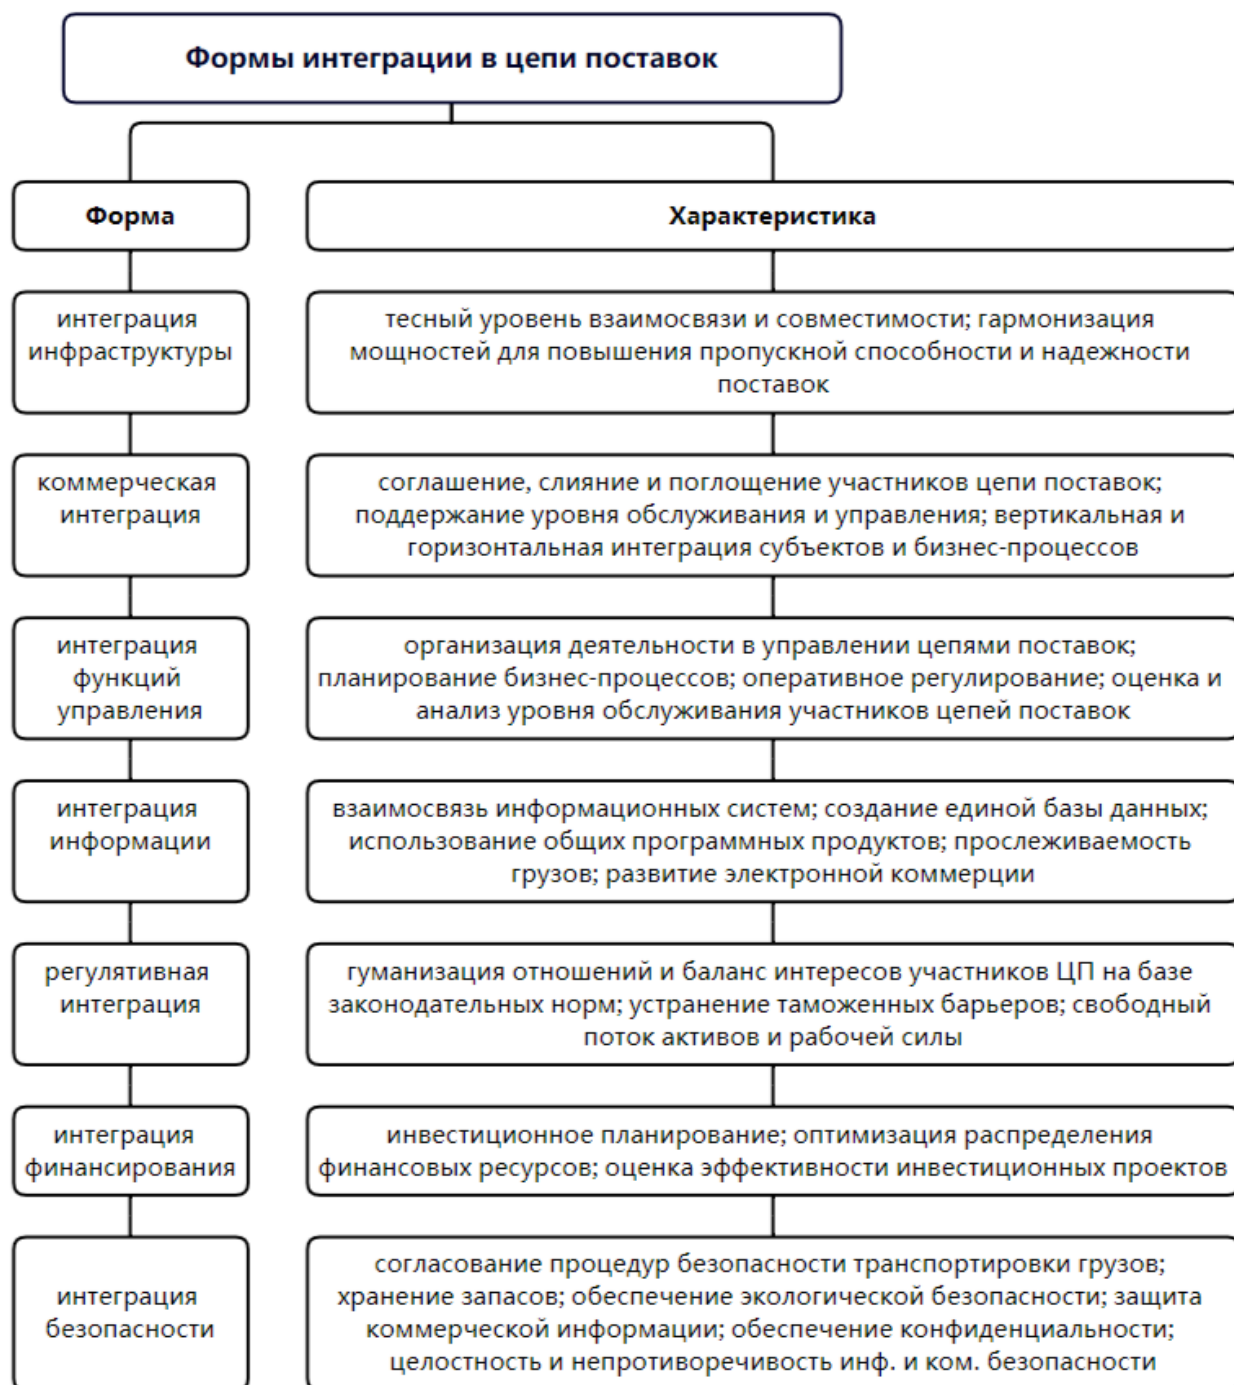 Формы интеграции в цепи поставок
Форма
Характеристика
интеграция
инфраструктуры
тесный уровень взаимосвязи и совместимости; гармонизация
мощностей для повышения пропускной способности и надежности
поставок
коммерческая
интеграция
соглашение, слияние и поглощение участников цепи поставок;
поддержание уровня обслуживания и управления; вертикальная и
горизонтальная интеграция субъектов и бизнес-процессов
интеграция
функций
управления
организация деятельности в управлении цепями поставок;
планирование бизнес-процессов; оперативное регулирование; оценка и
анализ уровня обслуживания участников цепей поставок
интеграция
информации
взаимосвязь информационных систем; создание единой базы данных;
использование общих программных продуктов; прослеживаемость
грузов; развитие электронной коммерции
регулятивная
интеграция
гуманизация отношений и баланс интересов участников ЦП на базе
законодательных норм; устранение таможенных барьеров; свободный
поток активов и рабочей силы
интеграция
финансирования
инвестиционное планирование; оптимизация распределения
финансовых ресурсов; оценка эффективности инвестиционных проектов
интеграция
безопасности
согласование процедур безопасности транспортировки грузов;
хранение запасов; обеспечение экологической безопасности; защита
коммерческой информации; обеспечение конфиденциальности;
целостность и непротиворечивость инф. и ком. безопасности